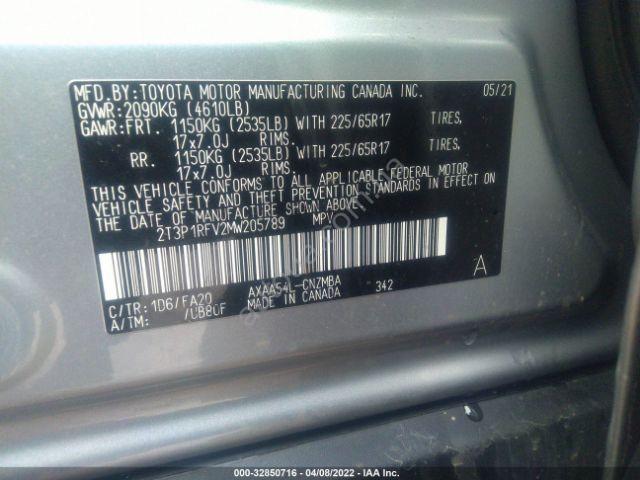 MFD. BY: TOYOTA MOTOR MANUFACTURING CANADA INC. 05/21
GVWR: 2090KG (4610LB)
GAWR: FRT. 1150KG (2535LB) WITH 225/65R17 TIRES.
17x7.0J RIMS.
RR. 1150KG (2535LB) WITH 225/65R17 TIRES.
17x7.0J RIMS.
THIS VEHICLE CONFORMS TO ALL APPLICABLE FEDERAL MOTOR
VEHICLE SAFETY AND THEFT PREVENTION STANDARDS IN EFFECT ON
THE DATE OF MANUFACTURE SHOWN ABOVE.
2T3P1RFV2MW205789 MPV
A
C/TR: 1D6/FA20 AXAA54L-CNZMBA 342
A/TM: /UB80F MADE IN CANADA
000-32850716 - 04/08/2022 - IAA Inc.